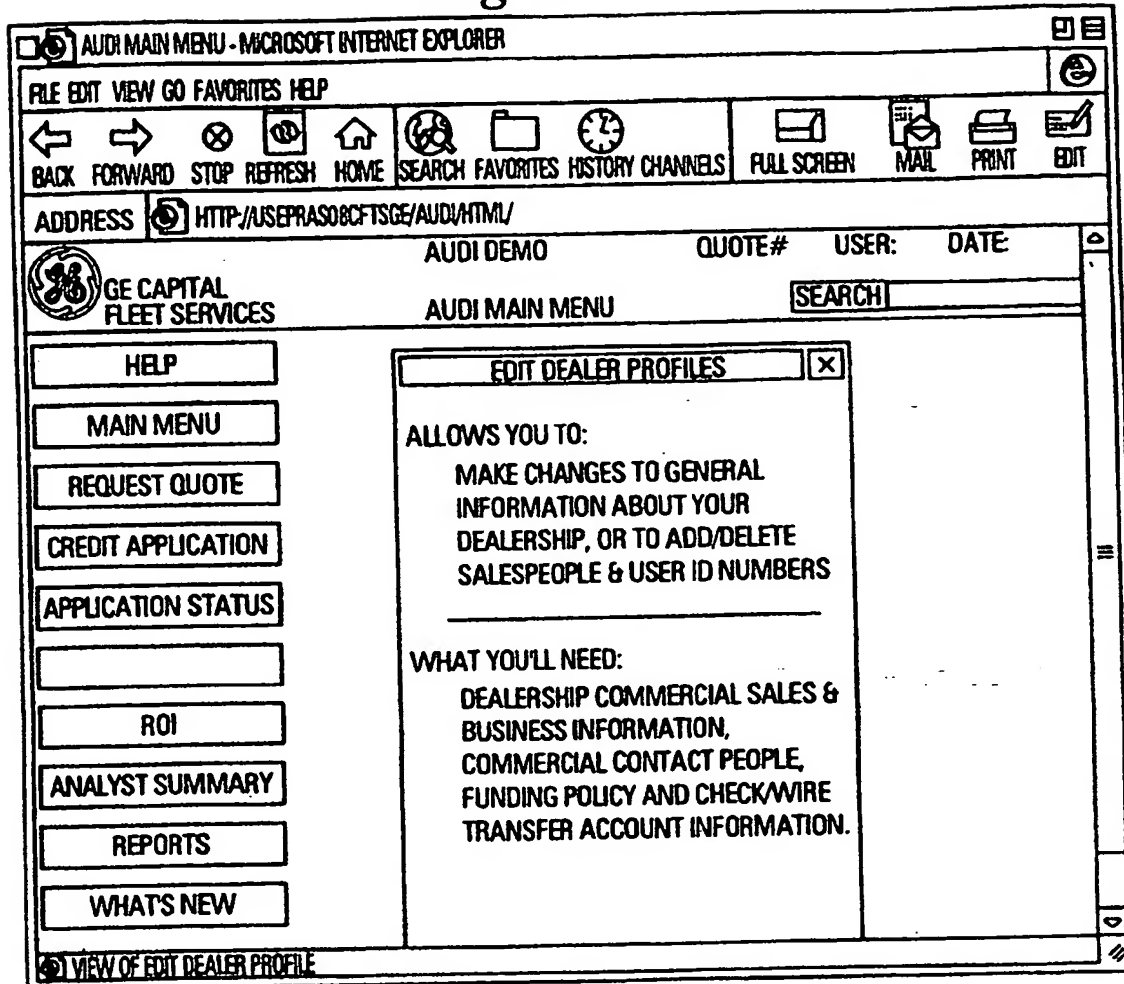 AUDI MAIN MENU - MICROSOFT INTERNET EXPLORER
FILE EDIT VIEW GO FAVORITES HELP
BACK FORWARD STOP REFRESH HOME SEARCH FAVORITES HISTORY CHANNELS FULL SCREEN MAIL PRINT EDIT
ADDRESS HTTP://USEPRAS08CFTSGE/AUDI/HTML/
AUDI DEMO QUOTE# USER: DATE:
GE CAPITAL
FLEET SERVICES
AUDI MAIN MENU SEARCH
HELP
MAIN MENU
REQUEST QUOTE
CREDIT APPLICATION
APPLICATION STATUS
ROI
ANALYST SUMMARY
REPORTS
WHAT'S NEW
EDIT DEALER PROFILES X
ALLOWS YOU TO:
MAKE CHANGES TO GENERAL
INFORMATION ABOUT YOUR
DEALERSHIP, OR TO ADD/DELETE
SALESPEOPLE & USER ID NUMBERS
WHAT YOU'LL NEED:
DEALERSHIP COMMERCIAL SALES &
BUSINESS INFORMATION,
COMMERCIAL CONTACT PEOPLE,
FUNDING POLICY AND CHECK/WIRE
TRANSFER ACCOUNT INFORMATION.
VIEW OF EDIT DEALER PROFILE